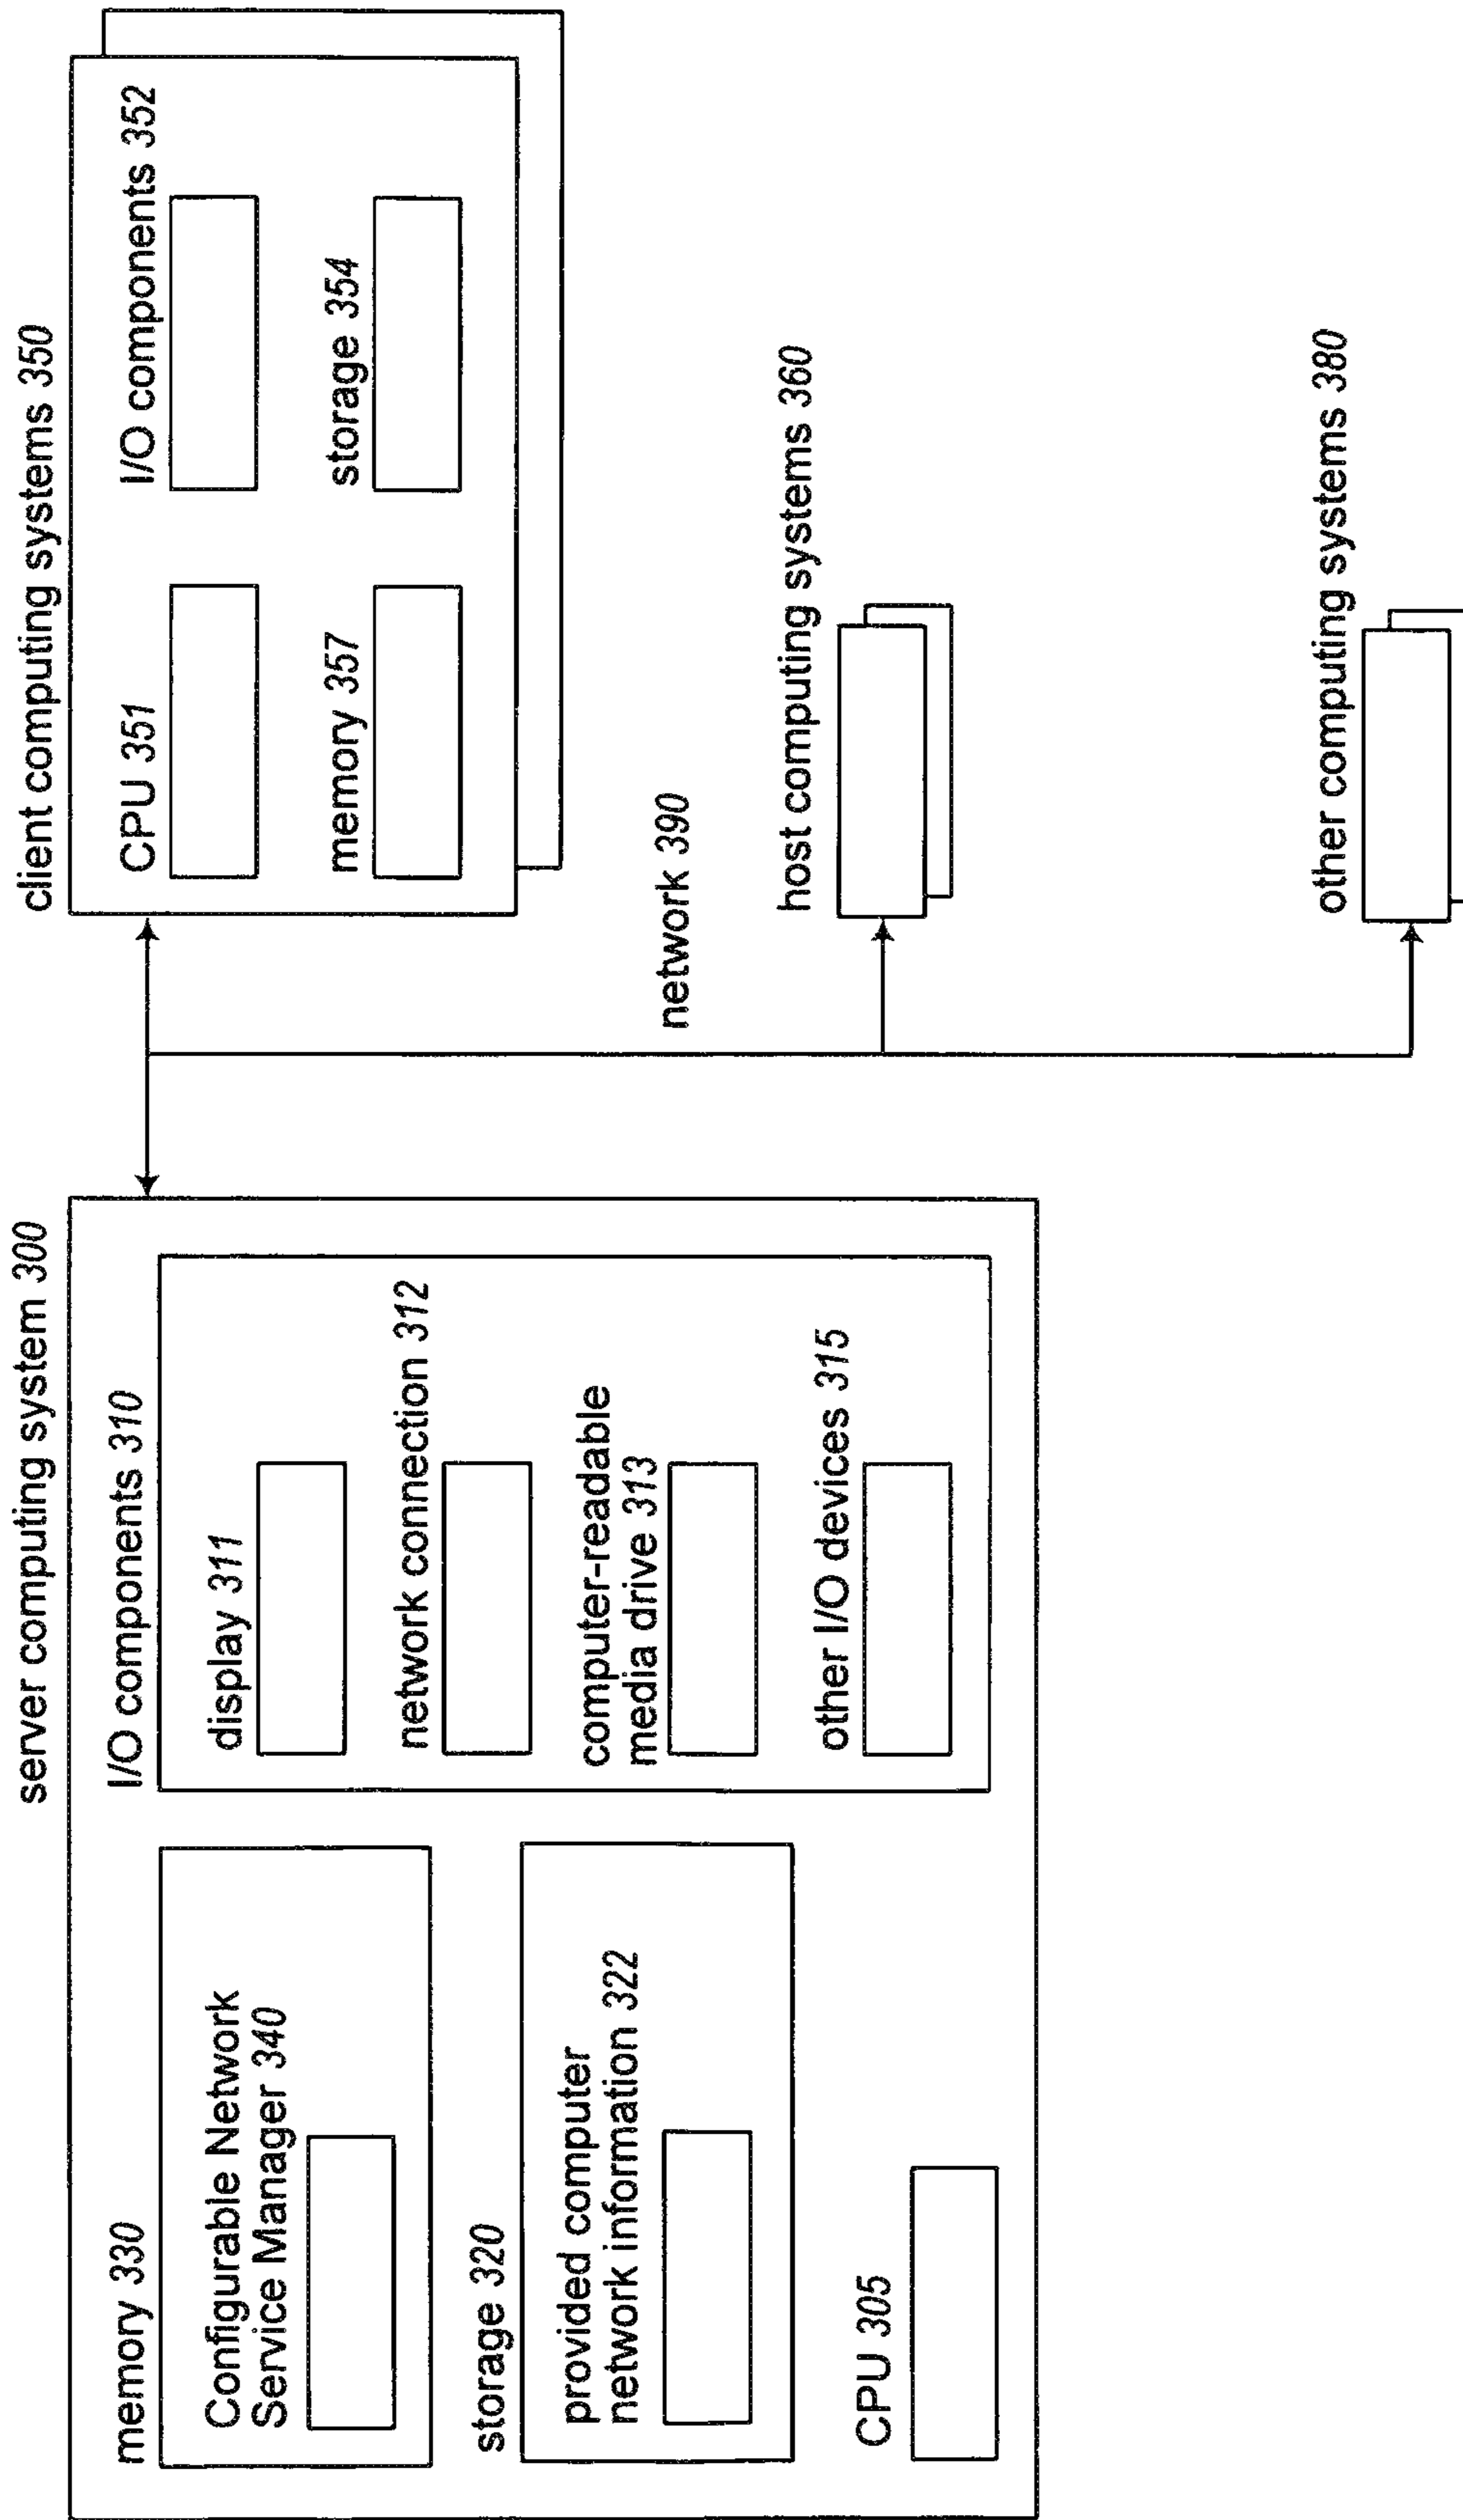 server computing system 300
memory 330
Configurable Network
Service Manager 340
storage 320
provided computer
network information 322
CPU 305
I/O components 310
display 311
network connection 312
computer-readable
media drive 313
other I/O devices 315
client computing systems 350
CPU 351
I/O components 352
memory 357
storage 354
network 390
host computing systems 360
other computing systems 380